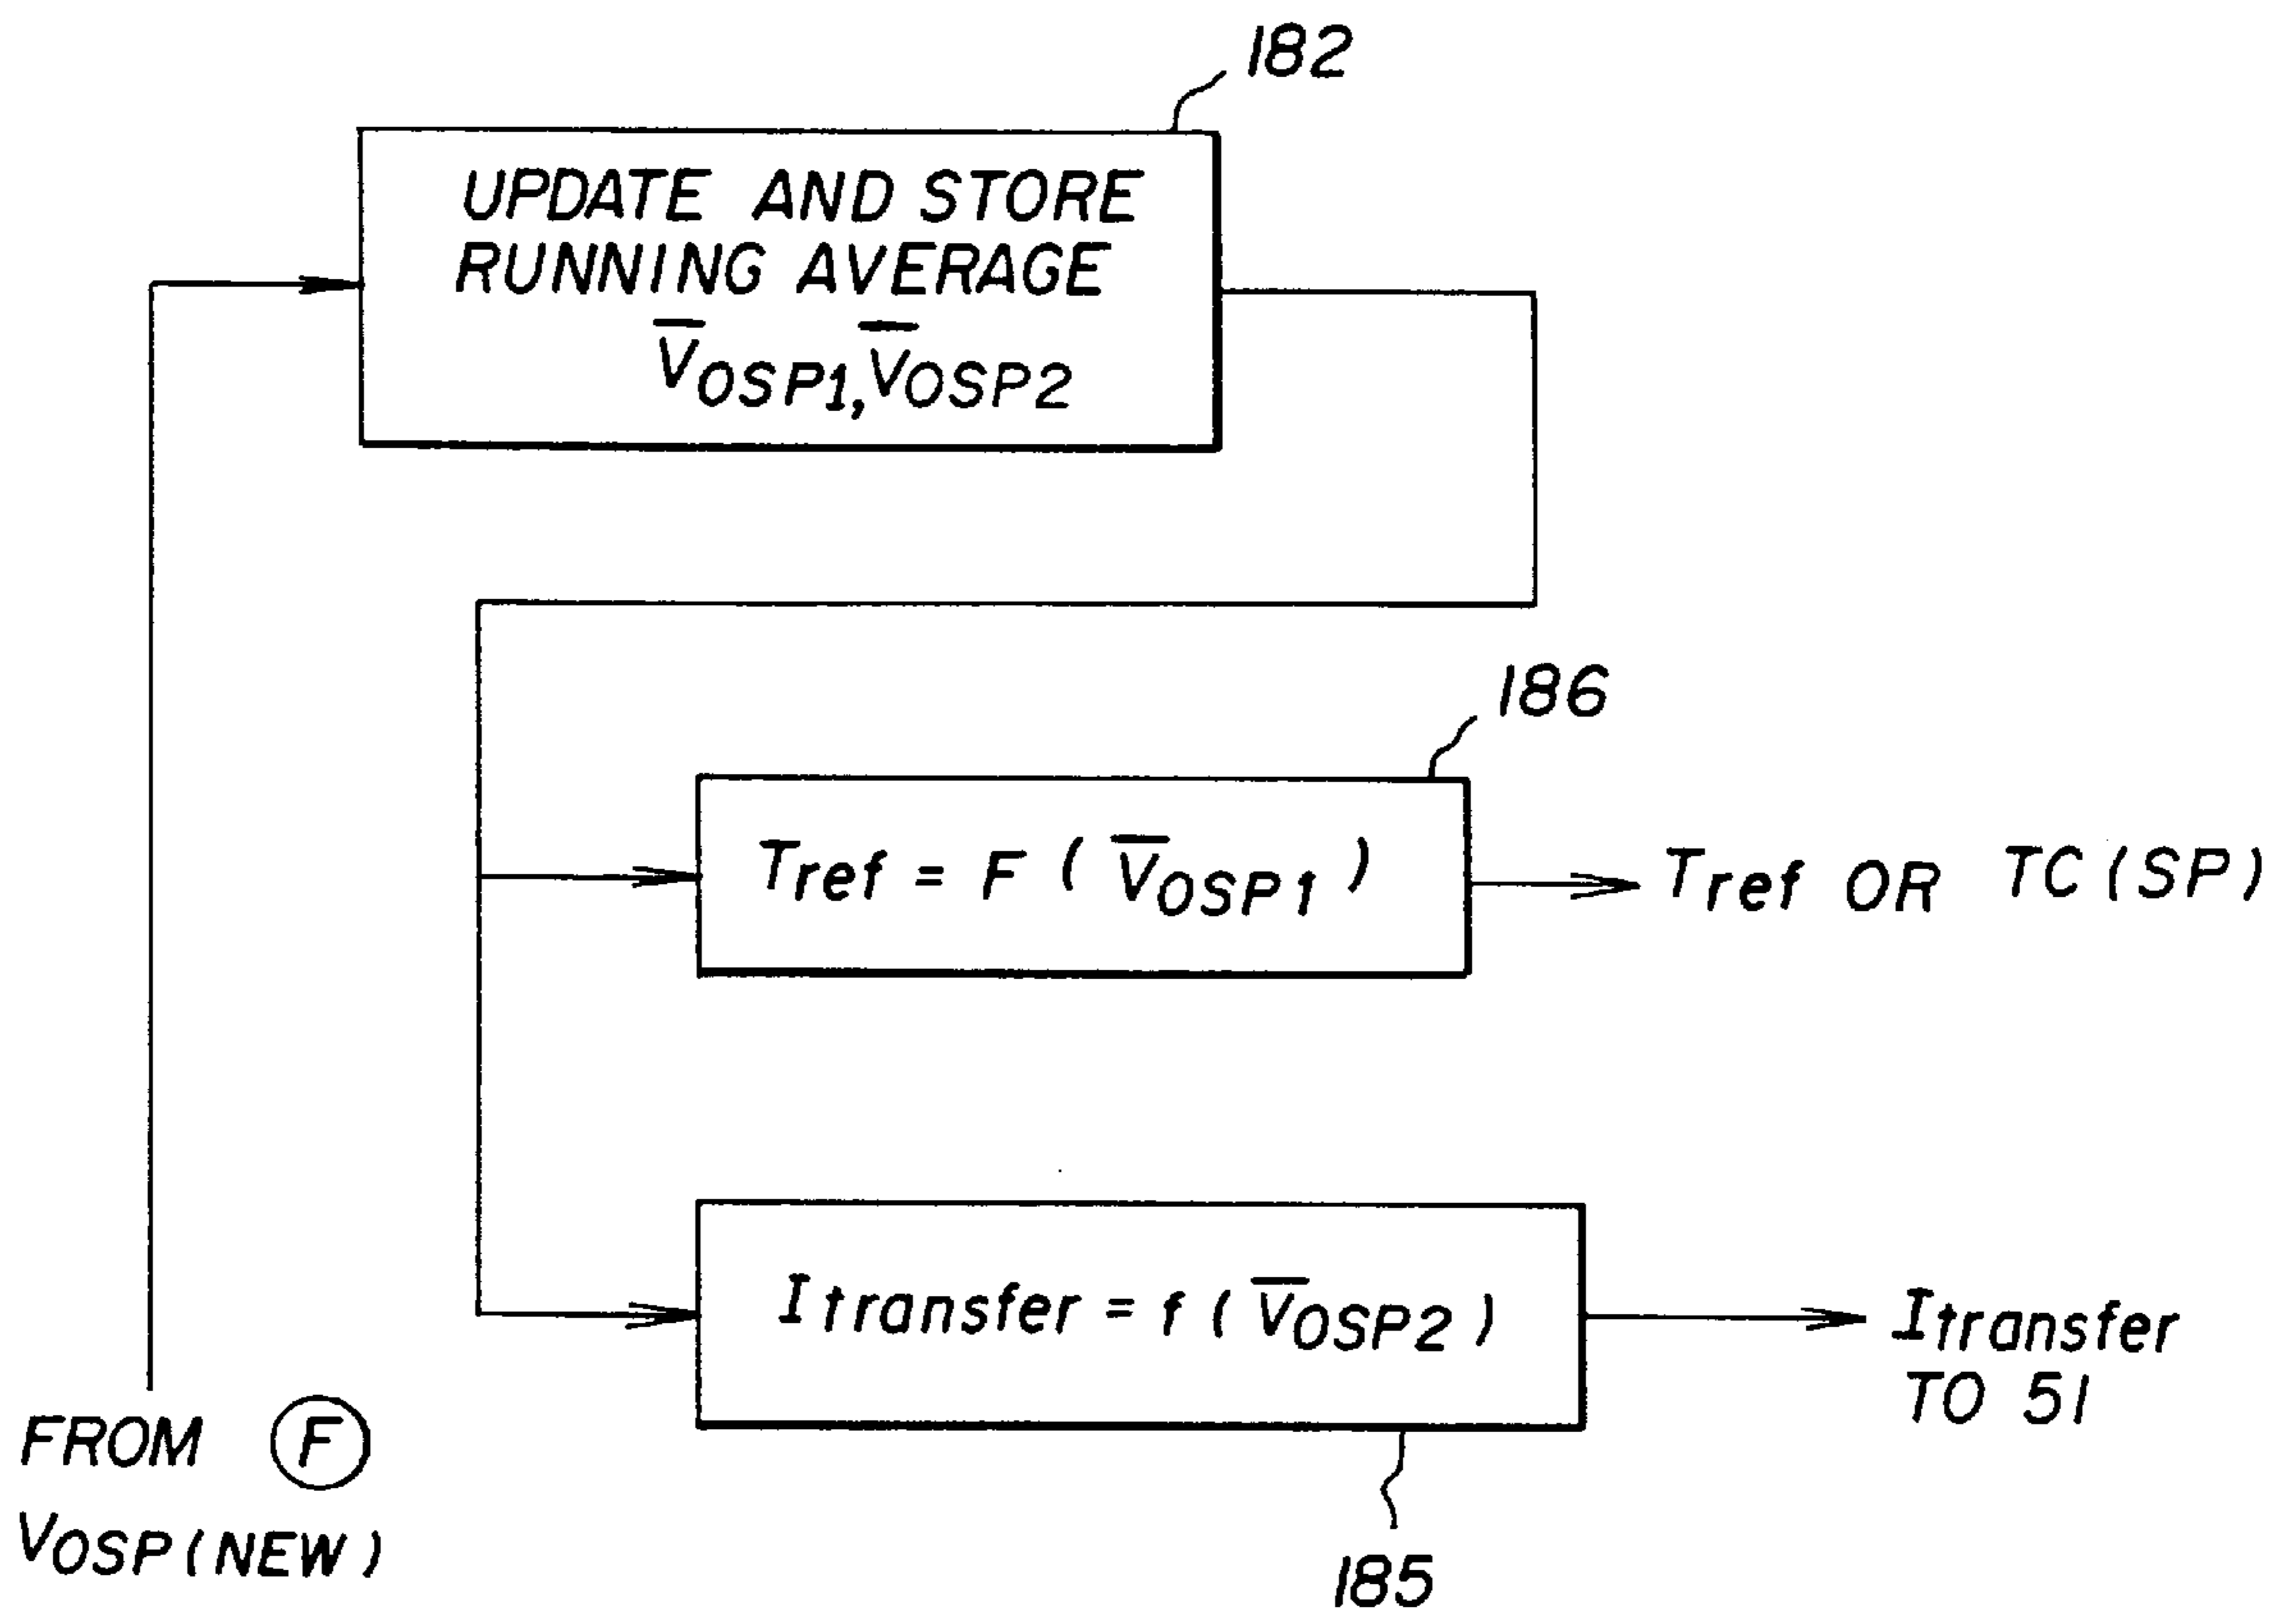 182
UPDATE AND STORE
RUNNING AVERAGE
V̅OSP1, V̅OSP2
186
Tref = F ( V̅OSP1 )
Tref OR TC (SP)
Itransfer = f ( V̅OSP2 )
Itransfer
TO 51
185
FROM F
VOSP (NEW)